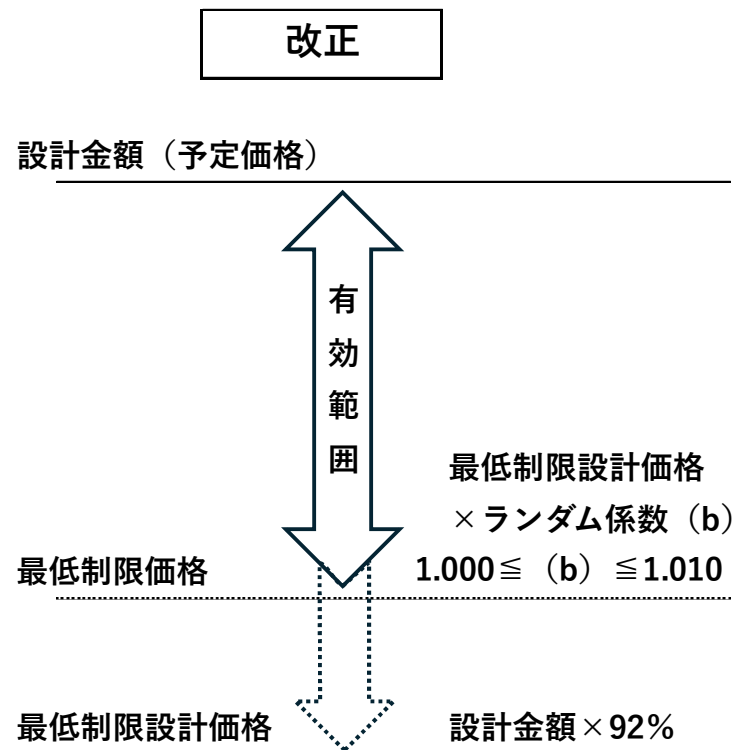 改正
設計金額（予定価格）
有効範囲
最低制限設計価格
×ランダム係数（b）
最低制限価格
1.000≦（b）≦1.010
最低制限設計価格
設計金額×92%